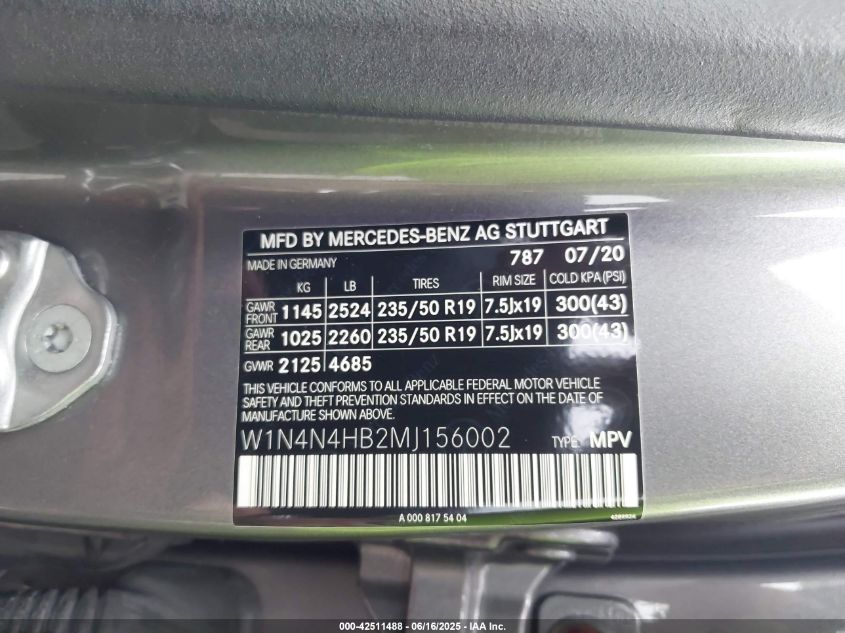 MFD BY MERCEDES-BENZ AG STUTTGART
MADE IN GERMANY 787 07/20
KG LB TIRES RIM SIZE COLD KPA (PSI)
GAWR FRONT 1145 2524 235/50 R19 7.5Jx19 300(43)
GAWR REAR 1025 2260 235/50 R19 7.5Jx19 300(43)
GVWR 2125 4685
THIS VEHICLE CONFORMS TO ALL APPLICABLE FEDERAL MOTOR VEHICLE
SAFETY AND THEFT PREVENTION STANDARDS IN EFFECT ON THE DATE OF
MANUFACTURE SHOWN ABOVE.
W1N4N4HB2MJ156002 TYPE: MPV
A 000 817 54 04
000-42511488 - 06/16/2025 - IAA Inc.